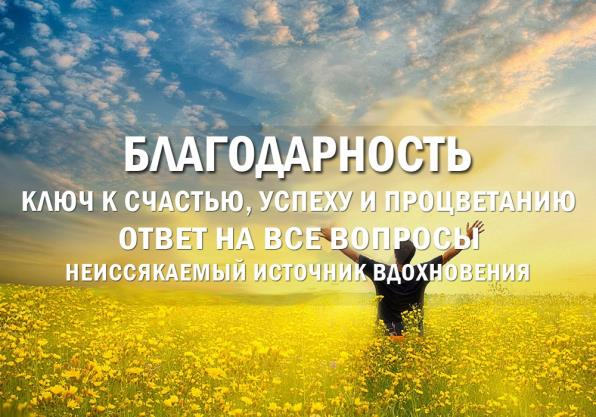 БЛАГОДАРНОСТЬ
КЛЮЧ К СЧАСТЬЮ, УСПЕХУ И ПРОЦВЕТАНИЮ
ОТВЕТ НА ВСЕ ВОПРОСЫ
НЕИССЯКАЕМЫЙ ИСТОЧНИК ВДОХНОВЕНИЯ